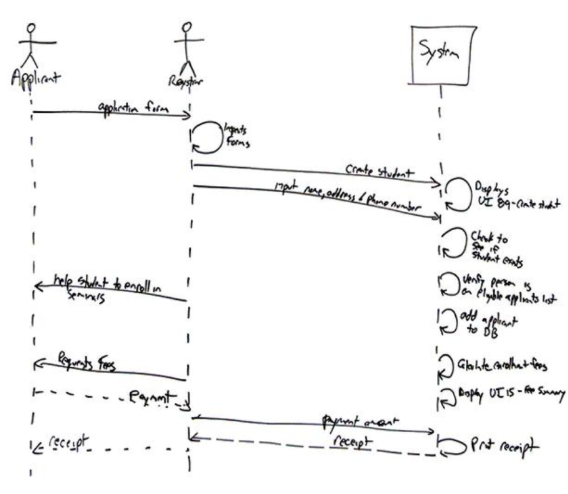 System
Applicant
Registrar
application form
Inputs
forms
create student
input name, address & phone number
Displays
UI 89-create student
Check to
see if
student exists
help student to enroll in
seminars
Verify person is
on eligible applicants list
add applicant
to DB
Requests fees
Calculate enrollment fees
Display UI 15 - Fee Summary
Payment
payment amount
receipt
receipt
Print receipt